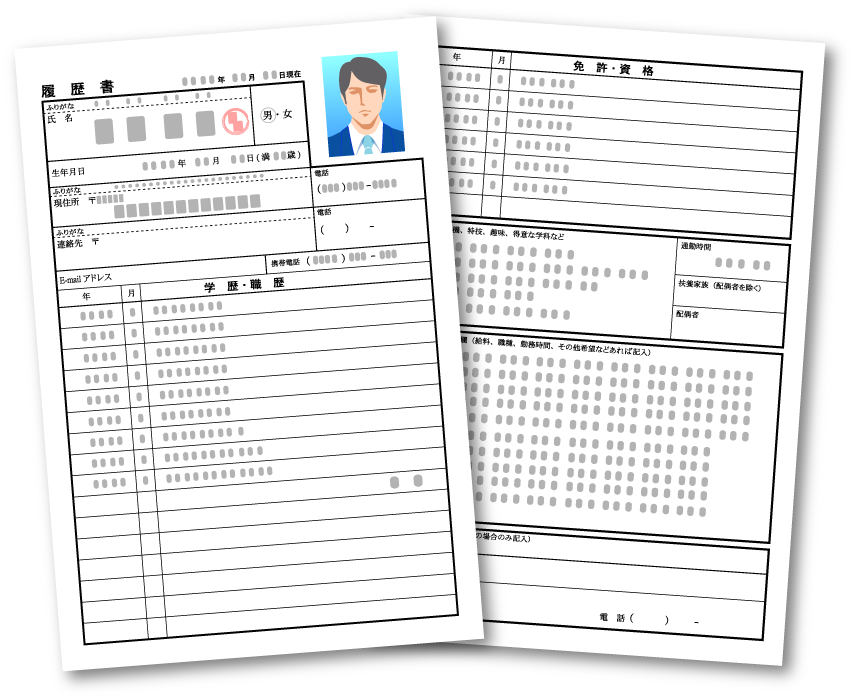 履 歴 書
年 月 日現在
ふりがな
氏 名
男・女
生年月日 年 月 日(満 歳)
ふりがな
電話
現住所 〒
( ) －
ふりがな
電話
連絡先 〒
( ) －
E-mail アドレス
携帯電話 ( ) －
年 月 学 歴・職 歴
年 月 免 許・資 格
機、特技、趣味、得意な学科など
通勤時間
扶養家族（配偶者を除く）
配偶者
欄（給料、職種、勤務時間、その他希望などあれば記入）
の場合のみ記入）
電 話 ( ) －